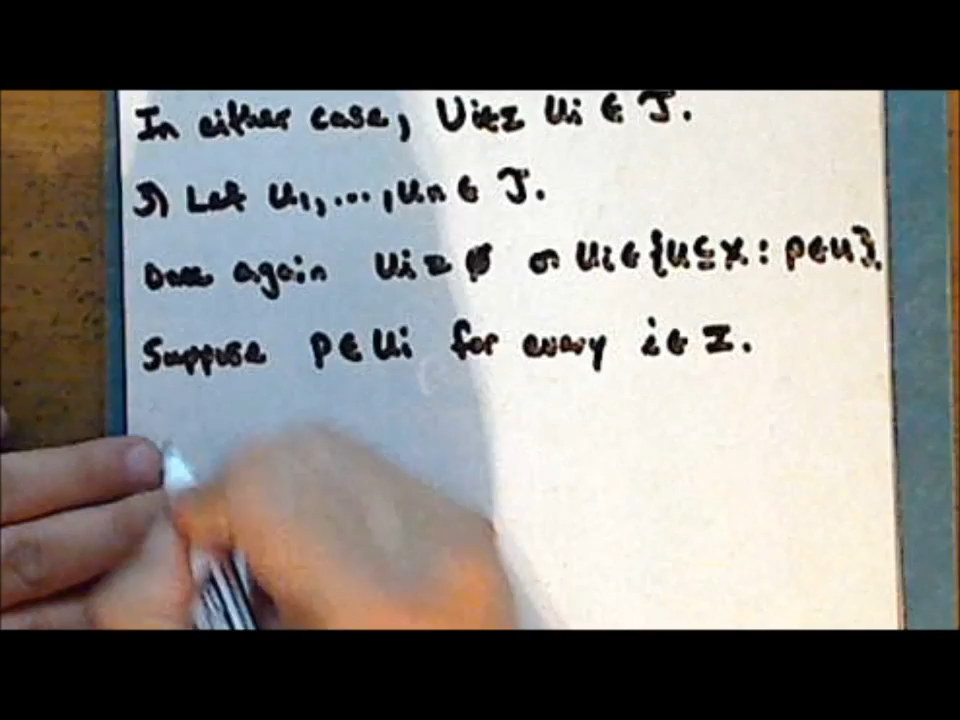 In either case, ∪i∈I Ui ∈ T.
3) Let U1,...,Un ∈ T.
Once again Ui = ∅ or Ui ∈ {U ⊆ X : p ∈ U}.
Suppose p ∈ Ui for every i ∈ I.